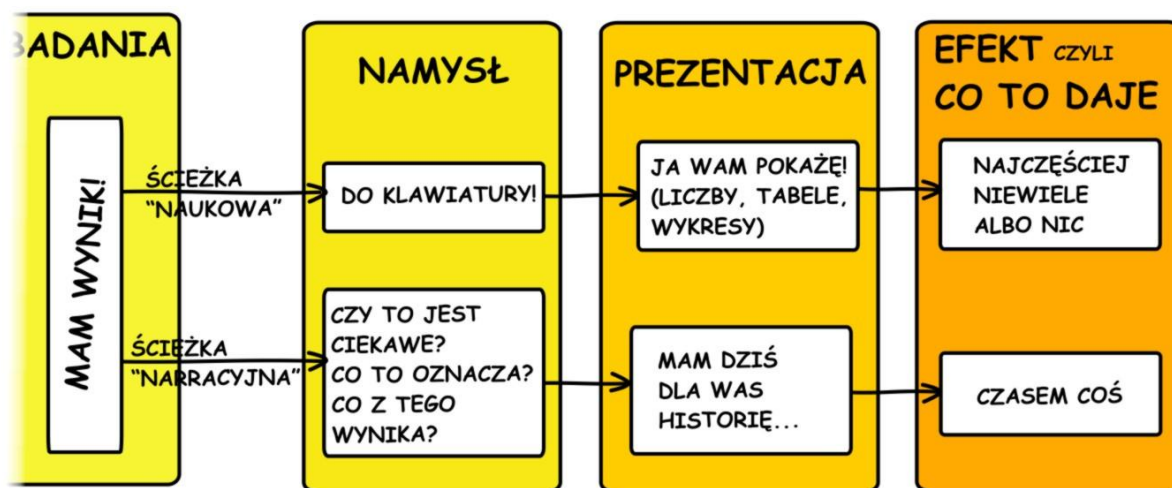 BADANIA
MAM WYNIK!
ŚCIEŻKA
“NAUKOWA”
ŚCIEŻKA
“NARRACYJNA”
NAMYSŁ
DO KLAWIATURY!
CZY TO JEST
CIEKAWE?
CO TO OZNACZA?
CO Z TEGO
WYNIKA?
PREZENTACJA
JA WAM POKAŻĘ!
(LICZBY, TABELE,
WYKRESY)
MAM DZIŚ
DLA WAS
HISTORIĘ...
EFEKT CZYLI
CO TO DAJE
NAJCZĘŚCIEJ
NIEWIELE
ALBO NIC
CZASEM COŚ